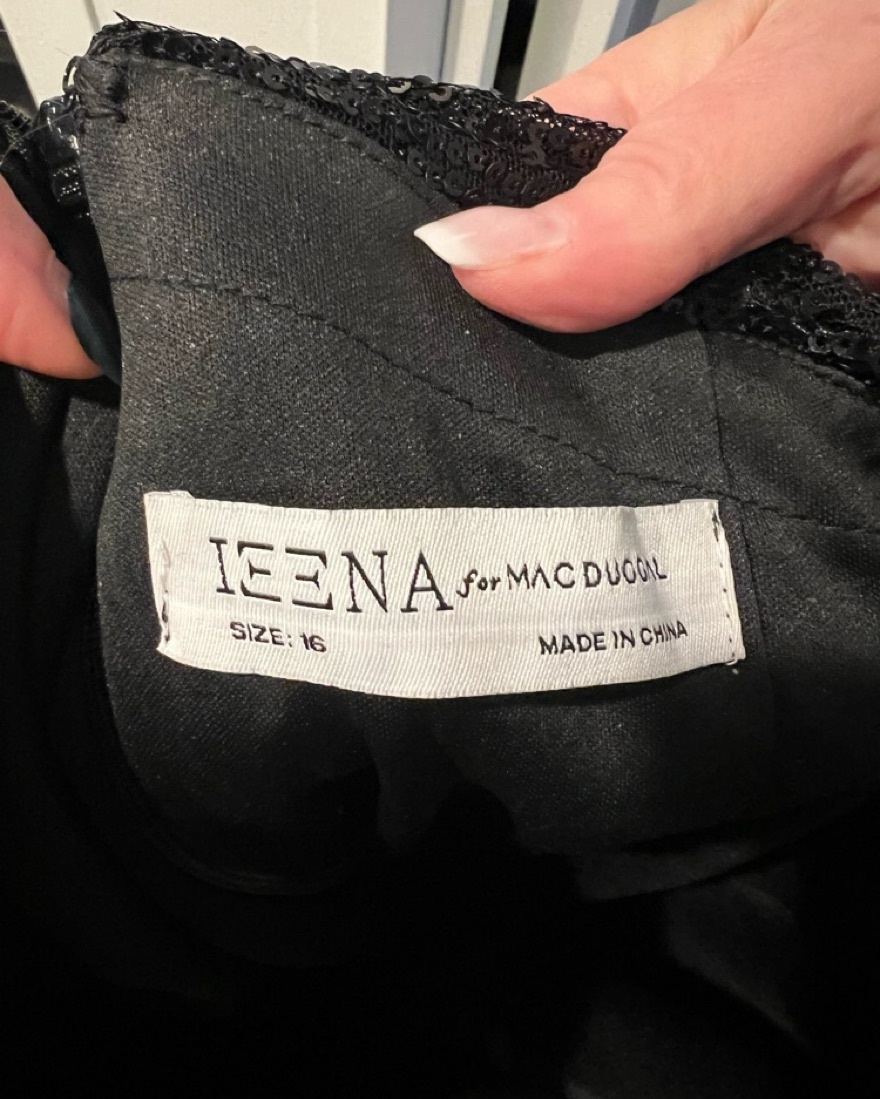 IEENA for MAC DUGGAL
SIZE: 16
MADE IN CHINA